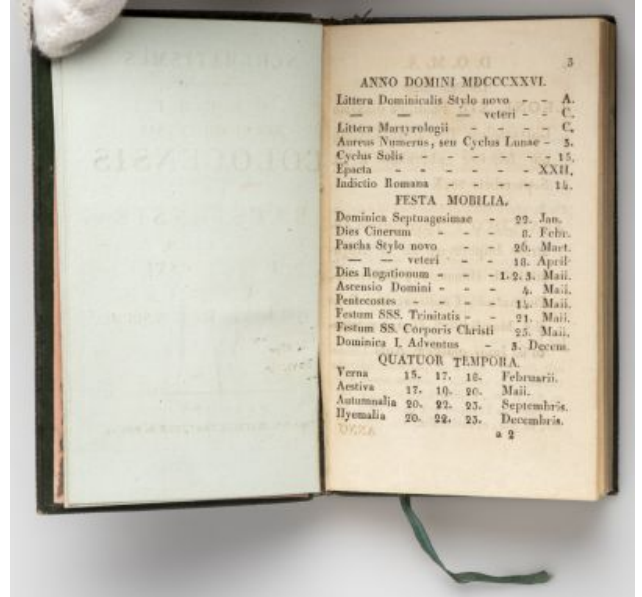 3
ANNO DOMINI MDCCCXXVI.
Littera Dominicalis Stylo novo - A.
— — — veteri - - C.
Littera Martyrologii - - - C.
Aureus Numerus, seu Cyclus Lunae - 3.
Cyclus Solis - - - - - 15.
Epacta - - - - - - XXII.
Indictio Romana - - - - 14.
FESTA MOBILIA.
Dominica Septuagesimae - 22. Jan.
Dies Cinerum - - - 8. Febr.
Pascha Stylo novo - - 26. Mart.
— — veteri - - 18. April
Dies Rogationum - - - 1. 2. 3. Maii.
Ascensio Domini - - - 4. Maii.
Pentecostes - - - - 14. Maii.
Festum SSS. Trinitatis - - 21. Maii.
Festum SS. Corporis Christi 25. Maii.
Dominica I. Adventus - 3. Decem.
QUATUOR TEMPORA.
Verna 15. 17. 18. Februarii.
Aestiva 17. 19. 20. Maii.
Autumnalia 20. 22. 23. Septembris.
Hyemalia 20. 22. 23. Decembris.
a 2